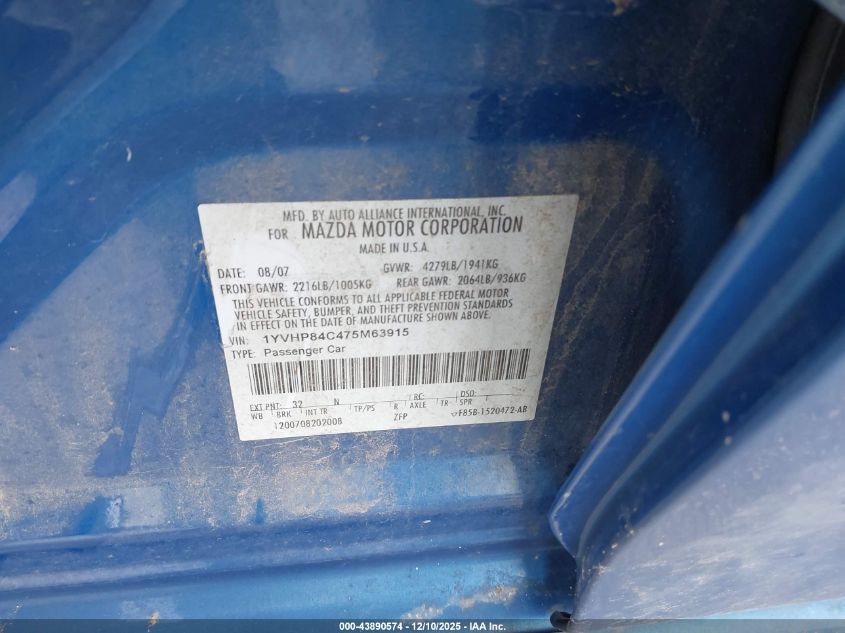 MFD. BY AUTO ALLIANCE INTERNATIONAL, INC.
FOR MAZDA MOTOR CORPORATION
MADE IN U.S.A.
DATE: 08/07 GVWR: 4279LB/1941KG
FRONT GAWR: 2216LB/1005KG REAR GAWR: 2064LB/936KG
THIS VEHICLE CONFORMS TO ALL APPLICABLE FEDERAL MOTOR
VEHICLE SAFETY, BUMPER, AND THEFT PREVENTION STANDARDS
IN EFFECT ON THE DATE OF MANUFACTURE SHOWN ABOVE.
VIN: 1YVHP84C475M63915
TYPE: Passenger Car
EXT PNT: 32 N RC: DSO:
WB BRK INT TR TP/PS R AXLE TR SPR
120070820200B ZFP F85B-1520472-AB
000-43890574 - 12/10/2025 - IAA Inc.